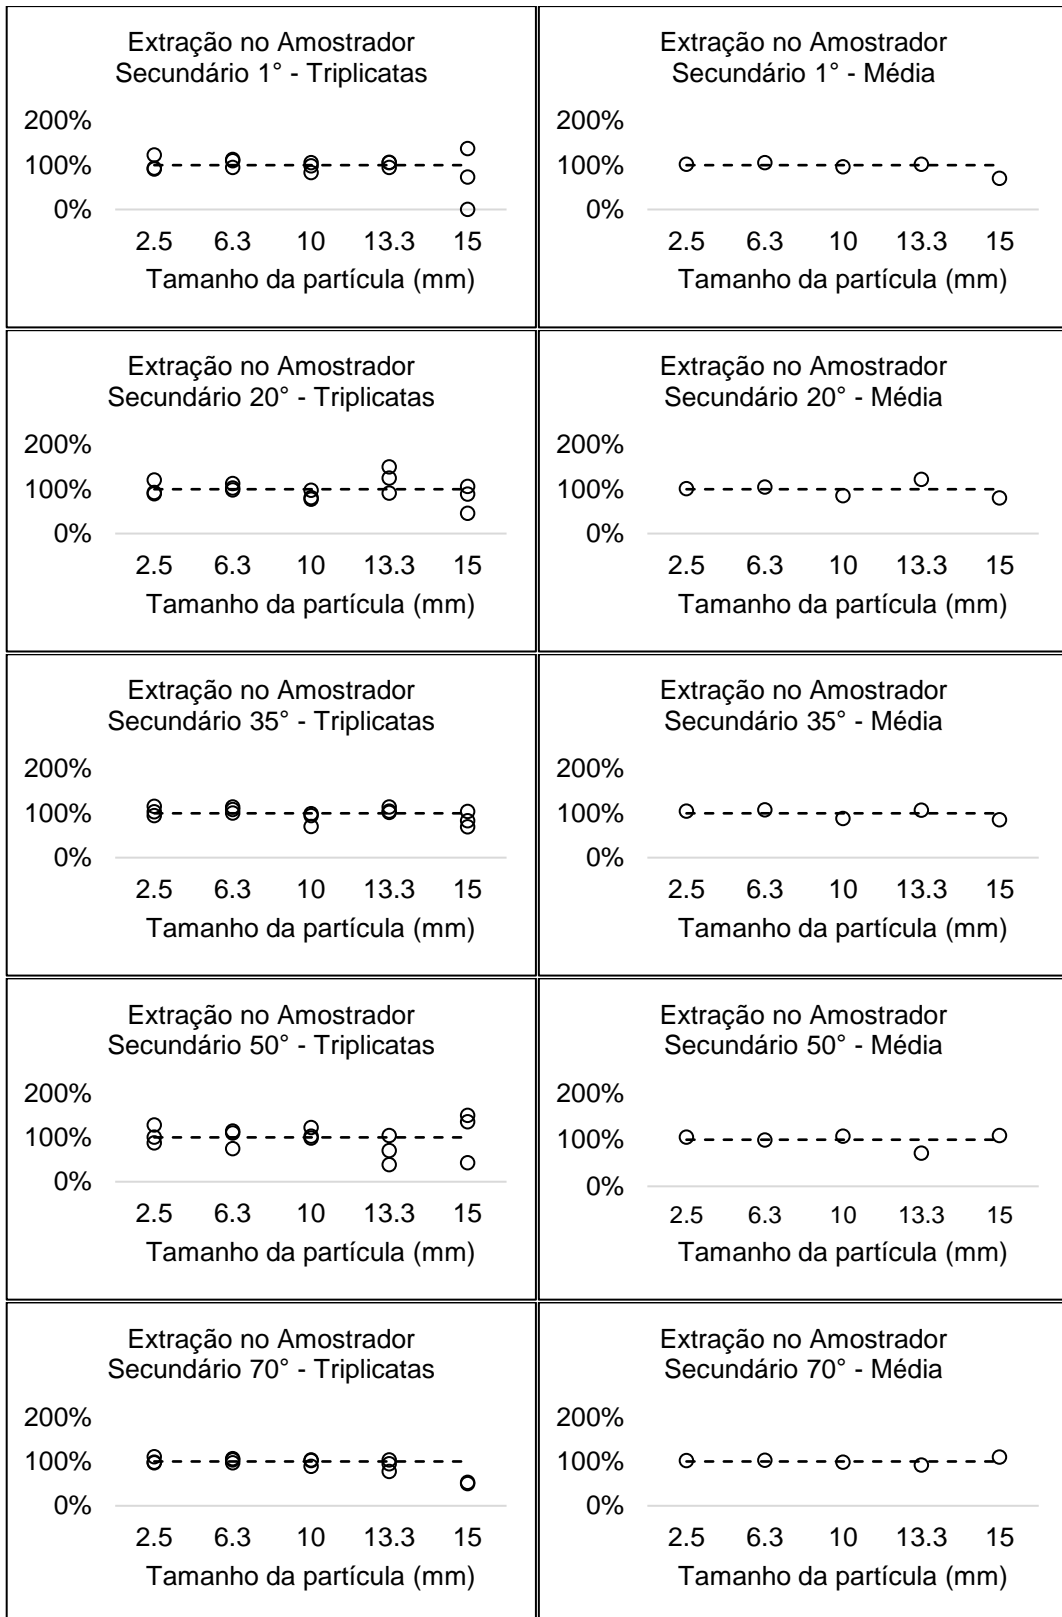 Extração no Amostrador
Secundário 1° - Triplicatas
200%
100%
0%
2.5 6.3 10 13.3 15
Tamanho da partícula (mm)
Extração no Amostrador
Secundário 1° - Média
200%
100%
0%
2.5 6.3 10 13.3 15
Tamanho da partícula (mm)
Extração no Amostrador
Secundário 20° - Triplicatas
200%
100%
0%
2.5 6.3 10 13.3 15
Tamanho da partícula (mm)
Extração no Amostrador
Secundário 20° - Média
200%
100%
0%
2.5 6.3 10 13.3 15
Tamanho da partícula (mm)
Extração no Amostrador
Secundário 35° - Triplicatas
200%
100%
0%
2.5 6.3 10 13.3 15
Tamanho da partícula (mm)
Extração no Amostrador
Secundário 35° - Média
200%
100%
0%
2.5 6.3 10 13.3 15
Tamanho da partícula (mm)
Extração no Amostrador
Secundário 50° - Triplicatas
200%
100%
0%
2.5 6.3 10 13.3 15
Tamanho da partícula (mm)
Extração no Amostrador
Secundário 50° - Média
200%
100%
0%
2.5 6.3 10 13.3 15
Tamanho da partícula (mm)
Extração no Amostrador
Secundário 70° - Triplicatas
200%
100%
0%
2.5 6.3 10 13.3 15
Tamanho da partícula (mm)
Extração no Amostrador
Secundário 70° - Média
200%
100%
0%
2.5 6.3 10 13.3 15
Tamanho da partícula (mm)